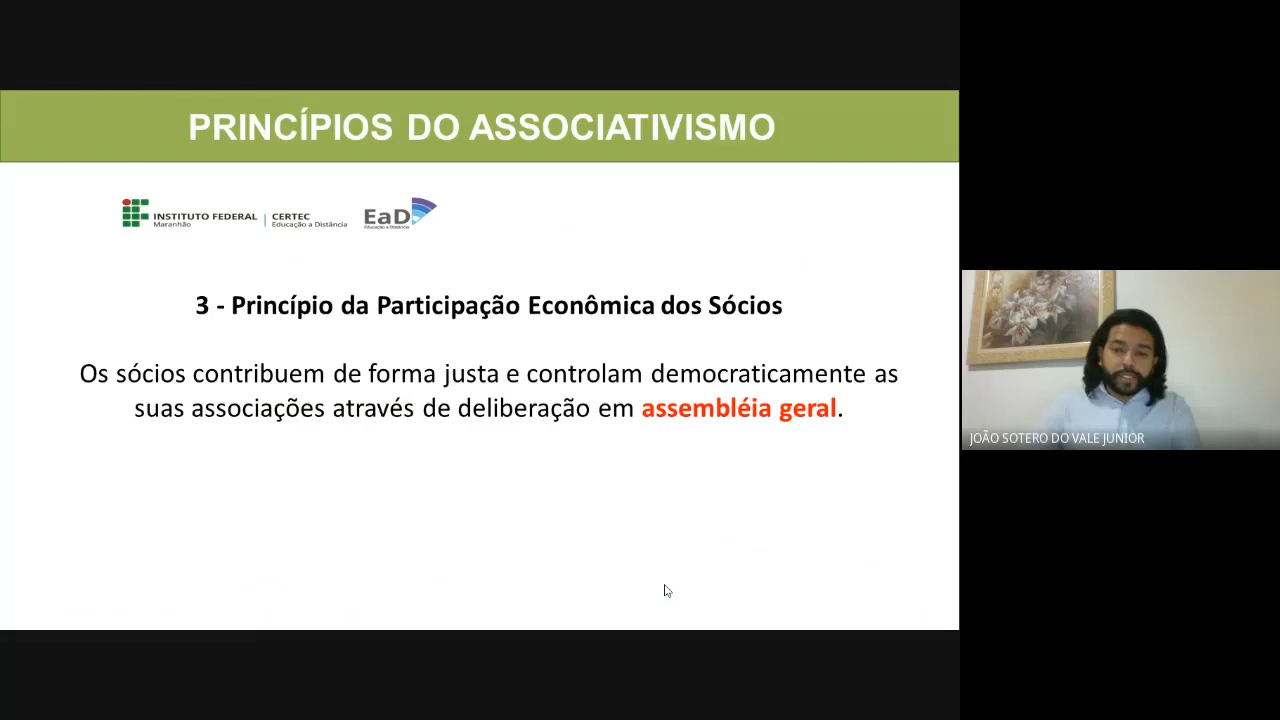 PRINCÍPIOS DO ASSOCIATIVISMO
INSTITUTO FEDERAL
Maranhão
CERTEC
Educação a Distância
EaD
Educação a Distância
3 - Princípio da Participação Econômica dos Sócios
Os sócios contribuem de forma justa e controlam democraticamente as
suas associações através de deliberação em assembléia geral.
JOÃO SOTERO DO VALE JUNIOR